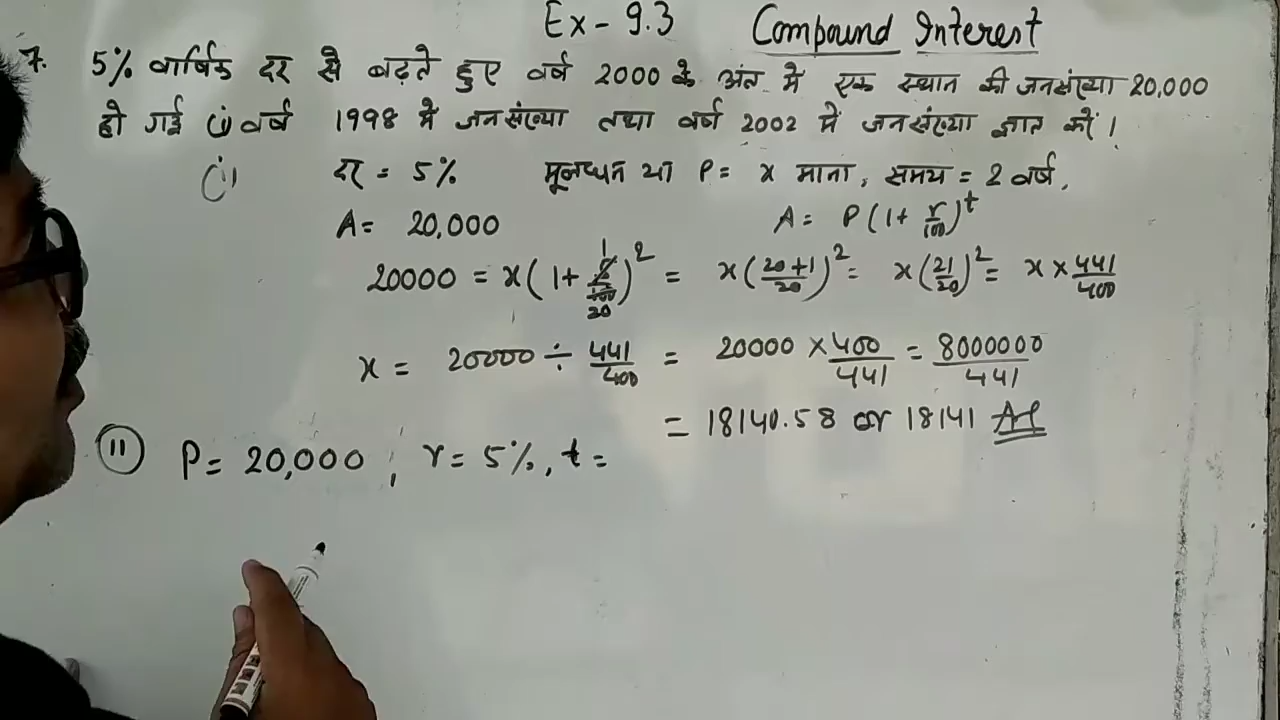 Ex - 9.3 Compound Interest
7. 5% वार्षिक दर से बढ़ते हुए वर्ष 2000 के अंत में एक स्थान की जनसंख्या 20,000
हो गई (i) वर्ष 1998 में जनसंख्या तथा वर्ष 2002 में जनसंख्या ज्ञात करें।
(i) दर = 5% मूलधन या P = x माना, समय = 2 वर्ष,
A = 20,000 A = P(1 + r/100)^t
20000 = x(1 + 5/100)^2 = x(20+1/20)^2 = x(21/20)^2 = x × 441/400
x = 20000 ÷ 441/400 = 20000 × 400/441 = 8000000/441
= 18140.58 or 18141
(ii) P = 20,000 ; r = 5%, t =